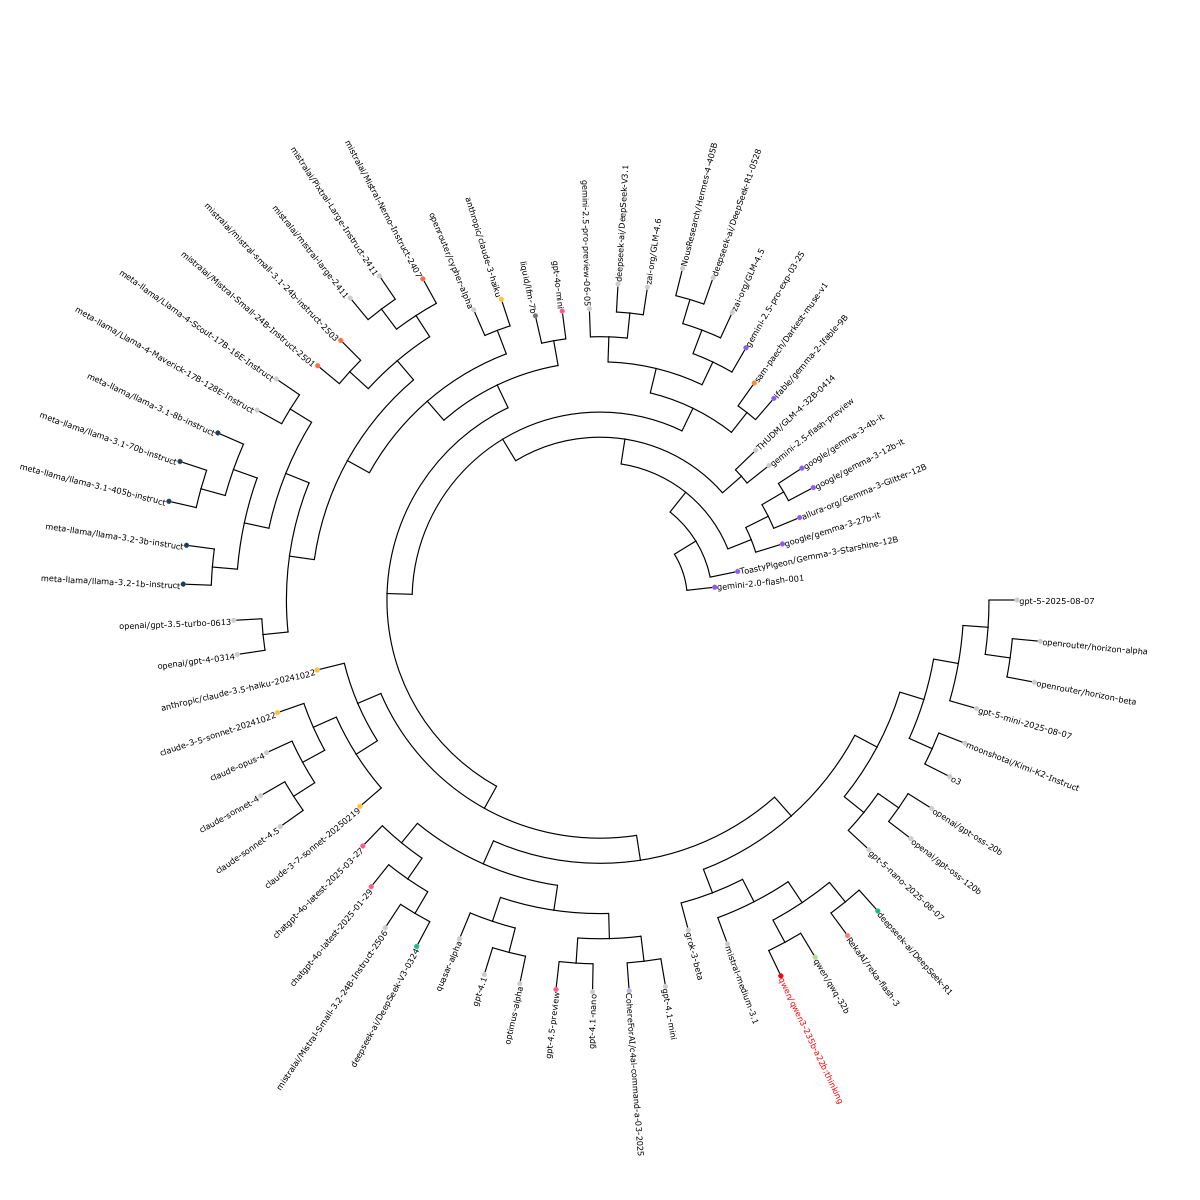 gpt-5-2025-08-07
openrouter/horizon-alpha
openrouter/horizon-beta
gpt-5-mini-2025-08-07
moonshotai/Kimi-K2-Instruct
o3
openai/gpt-oss-20b
openai/gpt-oss-120b
gpt-5-nano-2025-08-07
deepseek-ai/DeepSeek-R1
RekaAI/reka-flash-3
qwen/qwq-32b
qwen/qwen3-235b-a22b:thinking
mistral-medium-3.1
grok-3-beta
gpt-4.1-mini
CohereForAI/c4ai-command-a-03-2025
gpt-4.1-nano
gpt-4.5-preview
optimus-alpha
gpt-4.1
quasar-alpha
deepseek-ai/DeepSeek-V3-0324
mistralai/Mistral-Small-3.2-24B-Instruct-2506
chatgpt-4o-latest-2025-01-29
chatgpt-4o-latest-2025-03-27
claude-3-7-sonnet-20250219
claude-sonnet-4.5
claude-sonnet-4
claude-opus-4
claude-3-5-sonnet-20241022
anthropic/claude-3.5-haiku-20241022
openai/gpt-4-0314
openai/gpt-3.5-turbo-0613
meta-llama/llama-3.2-1b-instruct
meta-llama/llama-3.2-3b-instruct
meta-llama/llama-3.1-405b-instruct
meta-llama/llama-3.1-70b-instruct
meta-llama/llama-3.1-8b-instruct
meta-llama/Llama-4-Maverick-17B-128E-Instruct
meta-llama/Llama-4-Scout-17B-16E-Instruct
mistralai/Mistral-Small-24B-Instruct-2501
mistralai/mistral-small-3.1-24b-instruct-2503
mistralai/mistral-large-2411
mistralai/Pixtral-Large-Instruct-2411
mistralai/Mistral-Nemo-Instruct-2407
openrouter/cypher-alpha
anthropic/claude-3-haiku
liquid/lfm-7b
gpt-4o-mini
gemini-2.5-pro-preview-06-05
deepseek-ai/DeepSeek-V3.1
zai-org/GLM-4.6
NousResearch/Hermes-4-405B
deepseek-ai/DeepSeek-R1-0528
zai-org/GLM-4.5
gemini-2.5-pro-exp-03-25
sam-paech/Darkest-muse-v1
ifable/gemma-2-Ifable-9B
THUDM/GLM-4-32B-0414
gemini-2.5-flash-preview
google/gemma-3-4b-it
google/gemma-3-12b-it
allura-org/Gemma-3-Glitter-12B
google/gemma-3-27b-it
ToastyPigeon/Gemma-3-Starshine-12B
gemini-2.0-flash-001